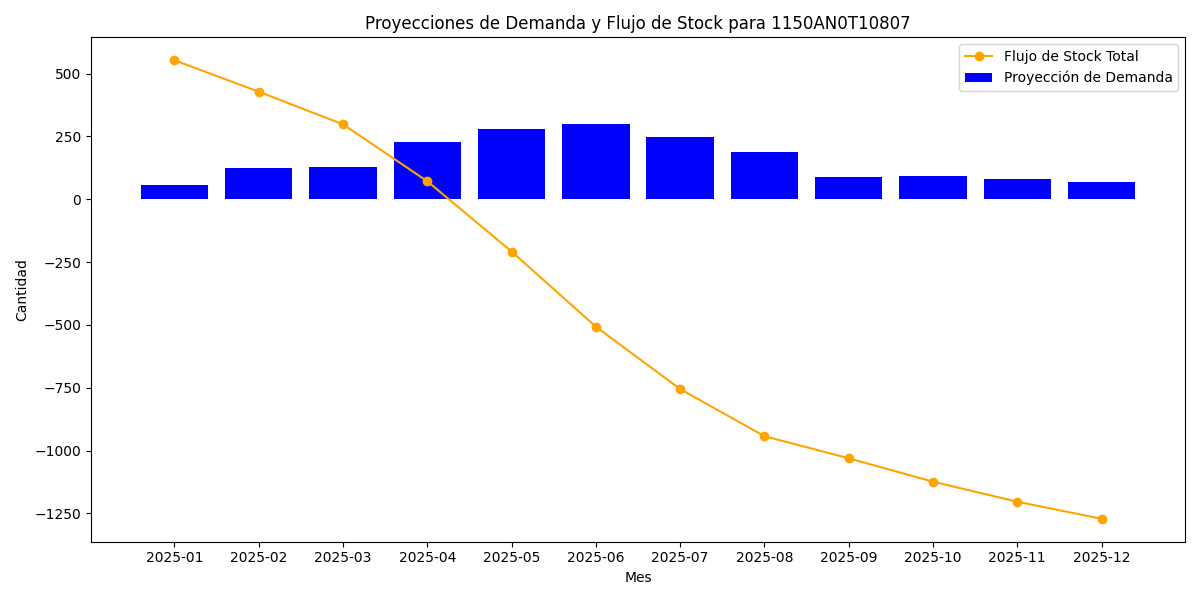 Proyecciones de Demanda y Flujo de Stock para 1150AN0T10807
Flujo de Stock Total
Proyección de Demanda
Cantidad
500
250
0
−250
−500
−750
−1000
−1250
2025-01 2025-02 2025-03 2025-04 2025-05 2025-06 2025-07 2025-08 2025-09 2025-10 2025-11 2025-12
Mes